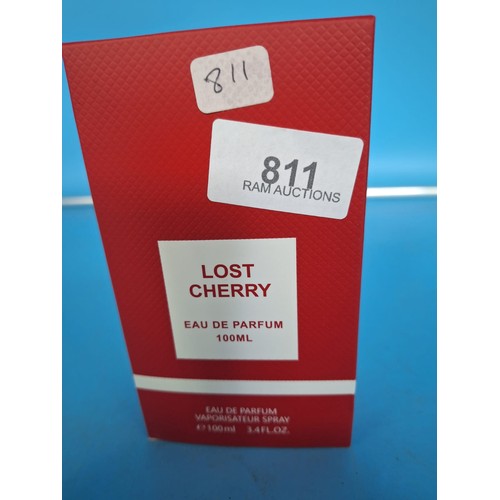 811
811
RAM AUCTIONS
LOST
CHERRY
EAU DE PARFUM
100ML
EAU DE PARFUM
VAPORISATEUR SPRAY
℮100ml 3.4FL.OZ.